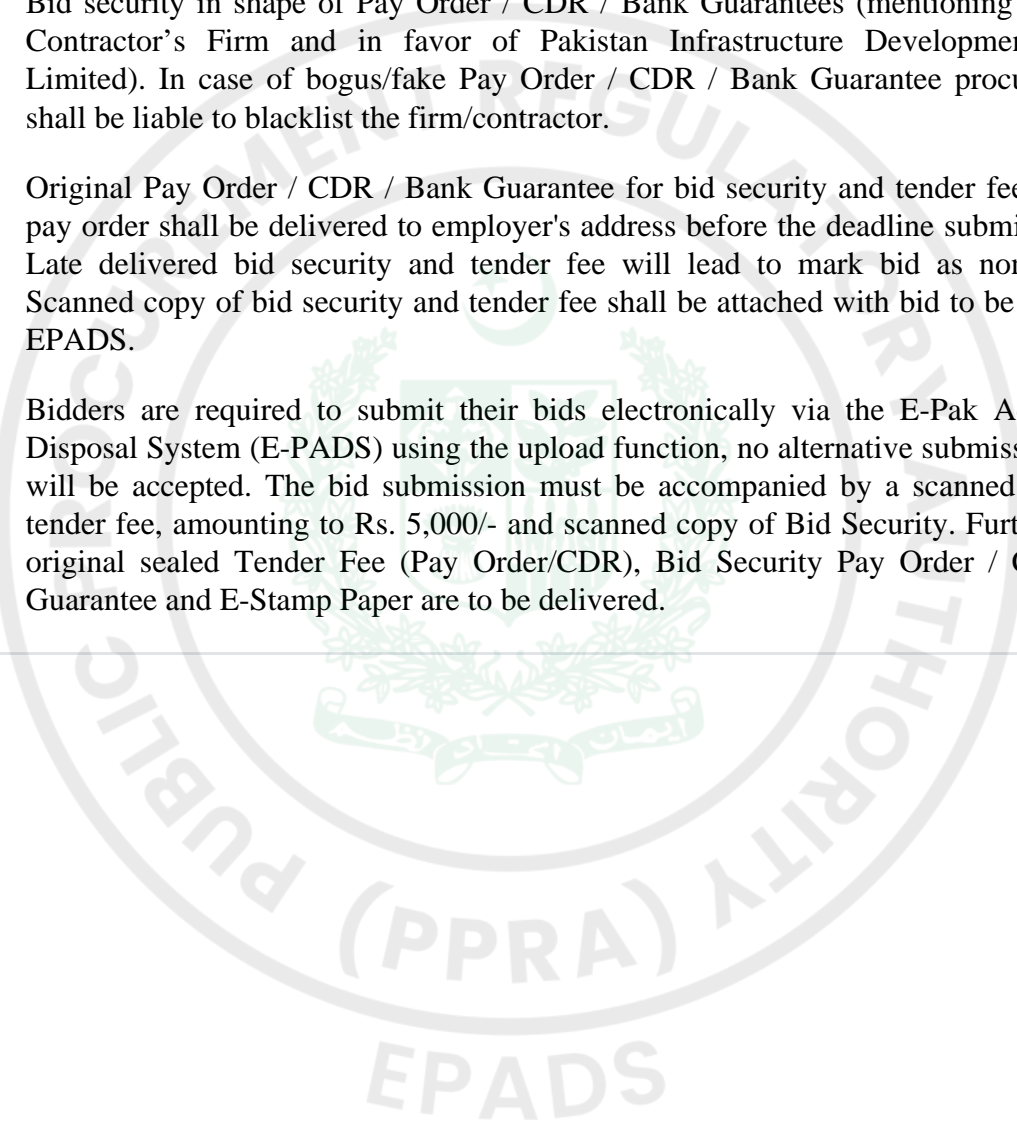 Bid security in shape of Pay Order / CDR / Bank Guarantees (mentioning
Contractor’s Firm and in favor of Pakistan Infrastructure Developmen
Limited). In case of bogus/fake Pay Order / CDR / Bank Guarantee procu
shall be liable to blacklist the firm/contractor.
Original Pay Order / CDR / Bank Guarantee for bid security and tender fee
pay order shall be delivered to employer's address before the deadline submi
Late delivered bid security and tender fee will lead to mark bid as non
Scanned copy of bid security and tender fee shall be attached with bid to be
EPADS.
Bidders are required to submit their bids electronically via the E-Pak A
Disposal System (E-PADS) using the upload function, no alternative submiss
will be accepted. The bid submission must be accompanied by a scanned
tender fee, amounting to Rs. 5,000/- and scanned copy of Bid Security. Furt
original sealed Tender Fee (Pay Order/CDR), Bid Security Pay Order /
Guarantee and E-Stamp Paper are to be delivered.
PUBLIC PROCUREMENT REGULATORY AUTHORITY
(PPRA)
EPADS